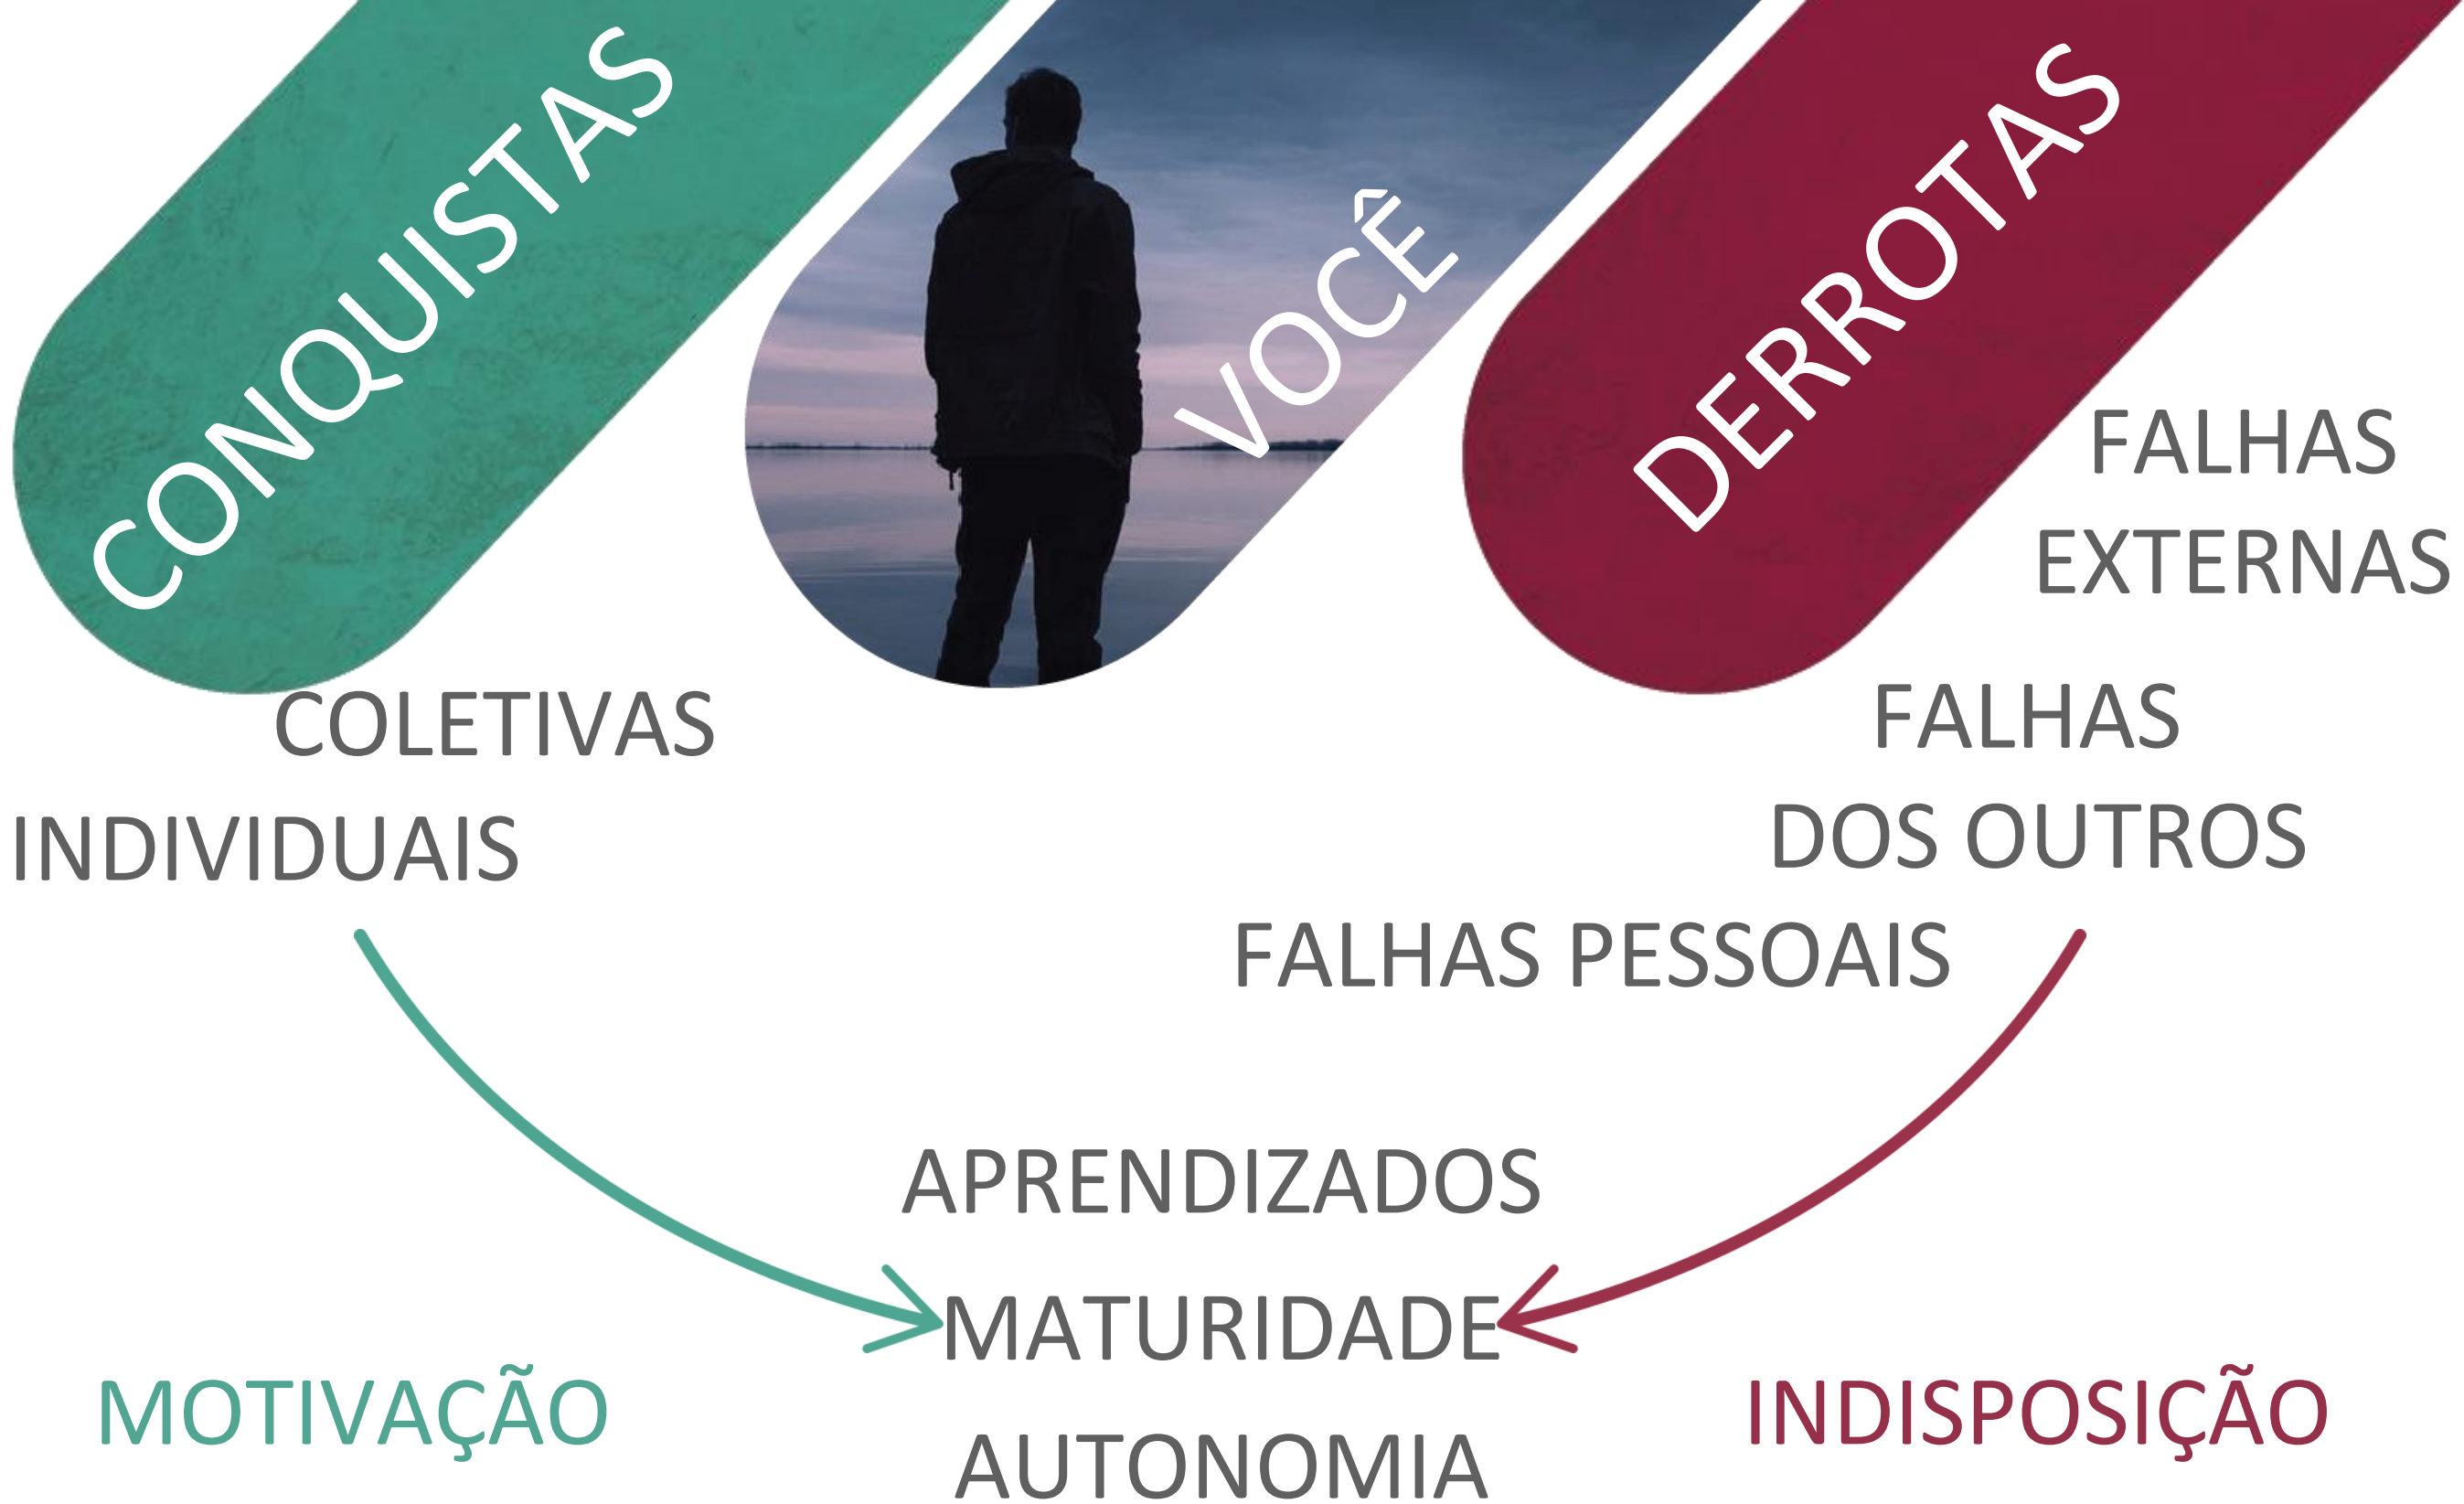 CONQUISTAS
VOCÊ
DERROTAS
FALHAS
EXTERNAS
COLETIVAS
INDIVIDUAIS
FALHAS
DOS OUTROS
FALHAS PESSOAIS
APRENDIZADOS
MATURIDADE
AUTONOMIA
MOTIVAÇÃO
INDISPOSIÇÃO